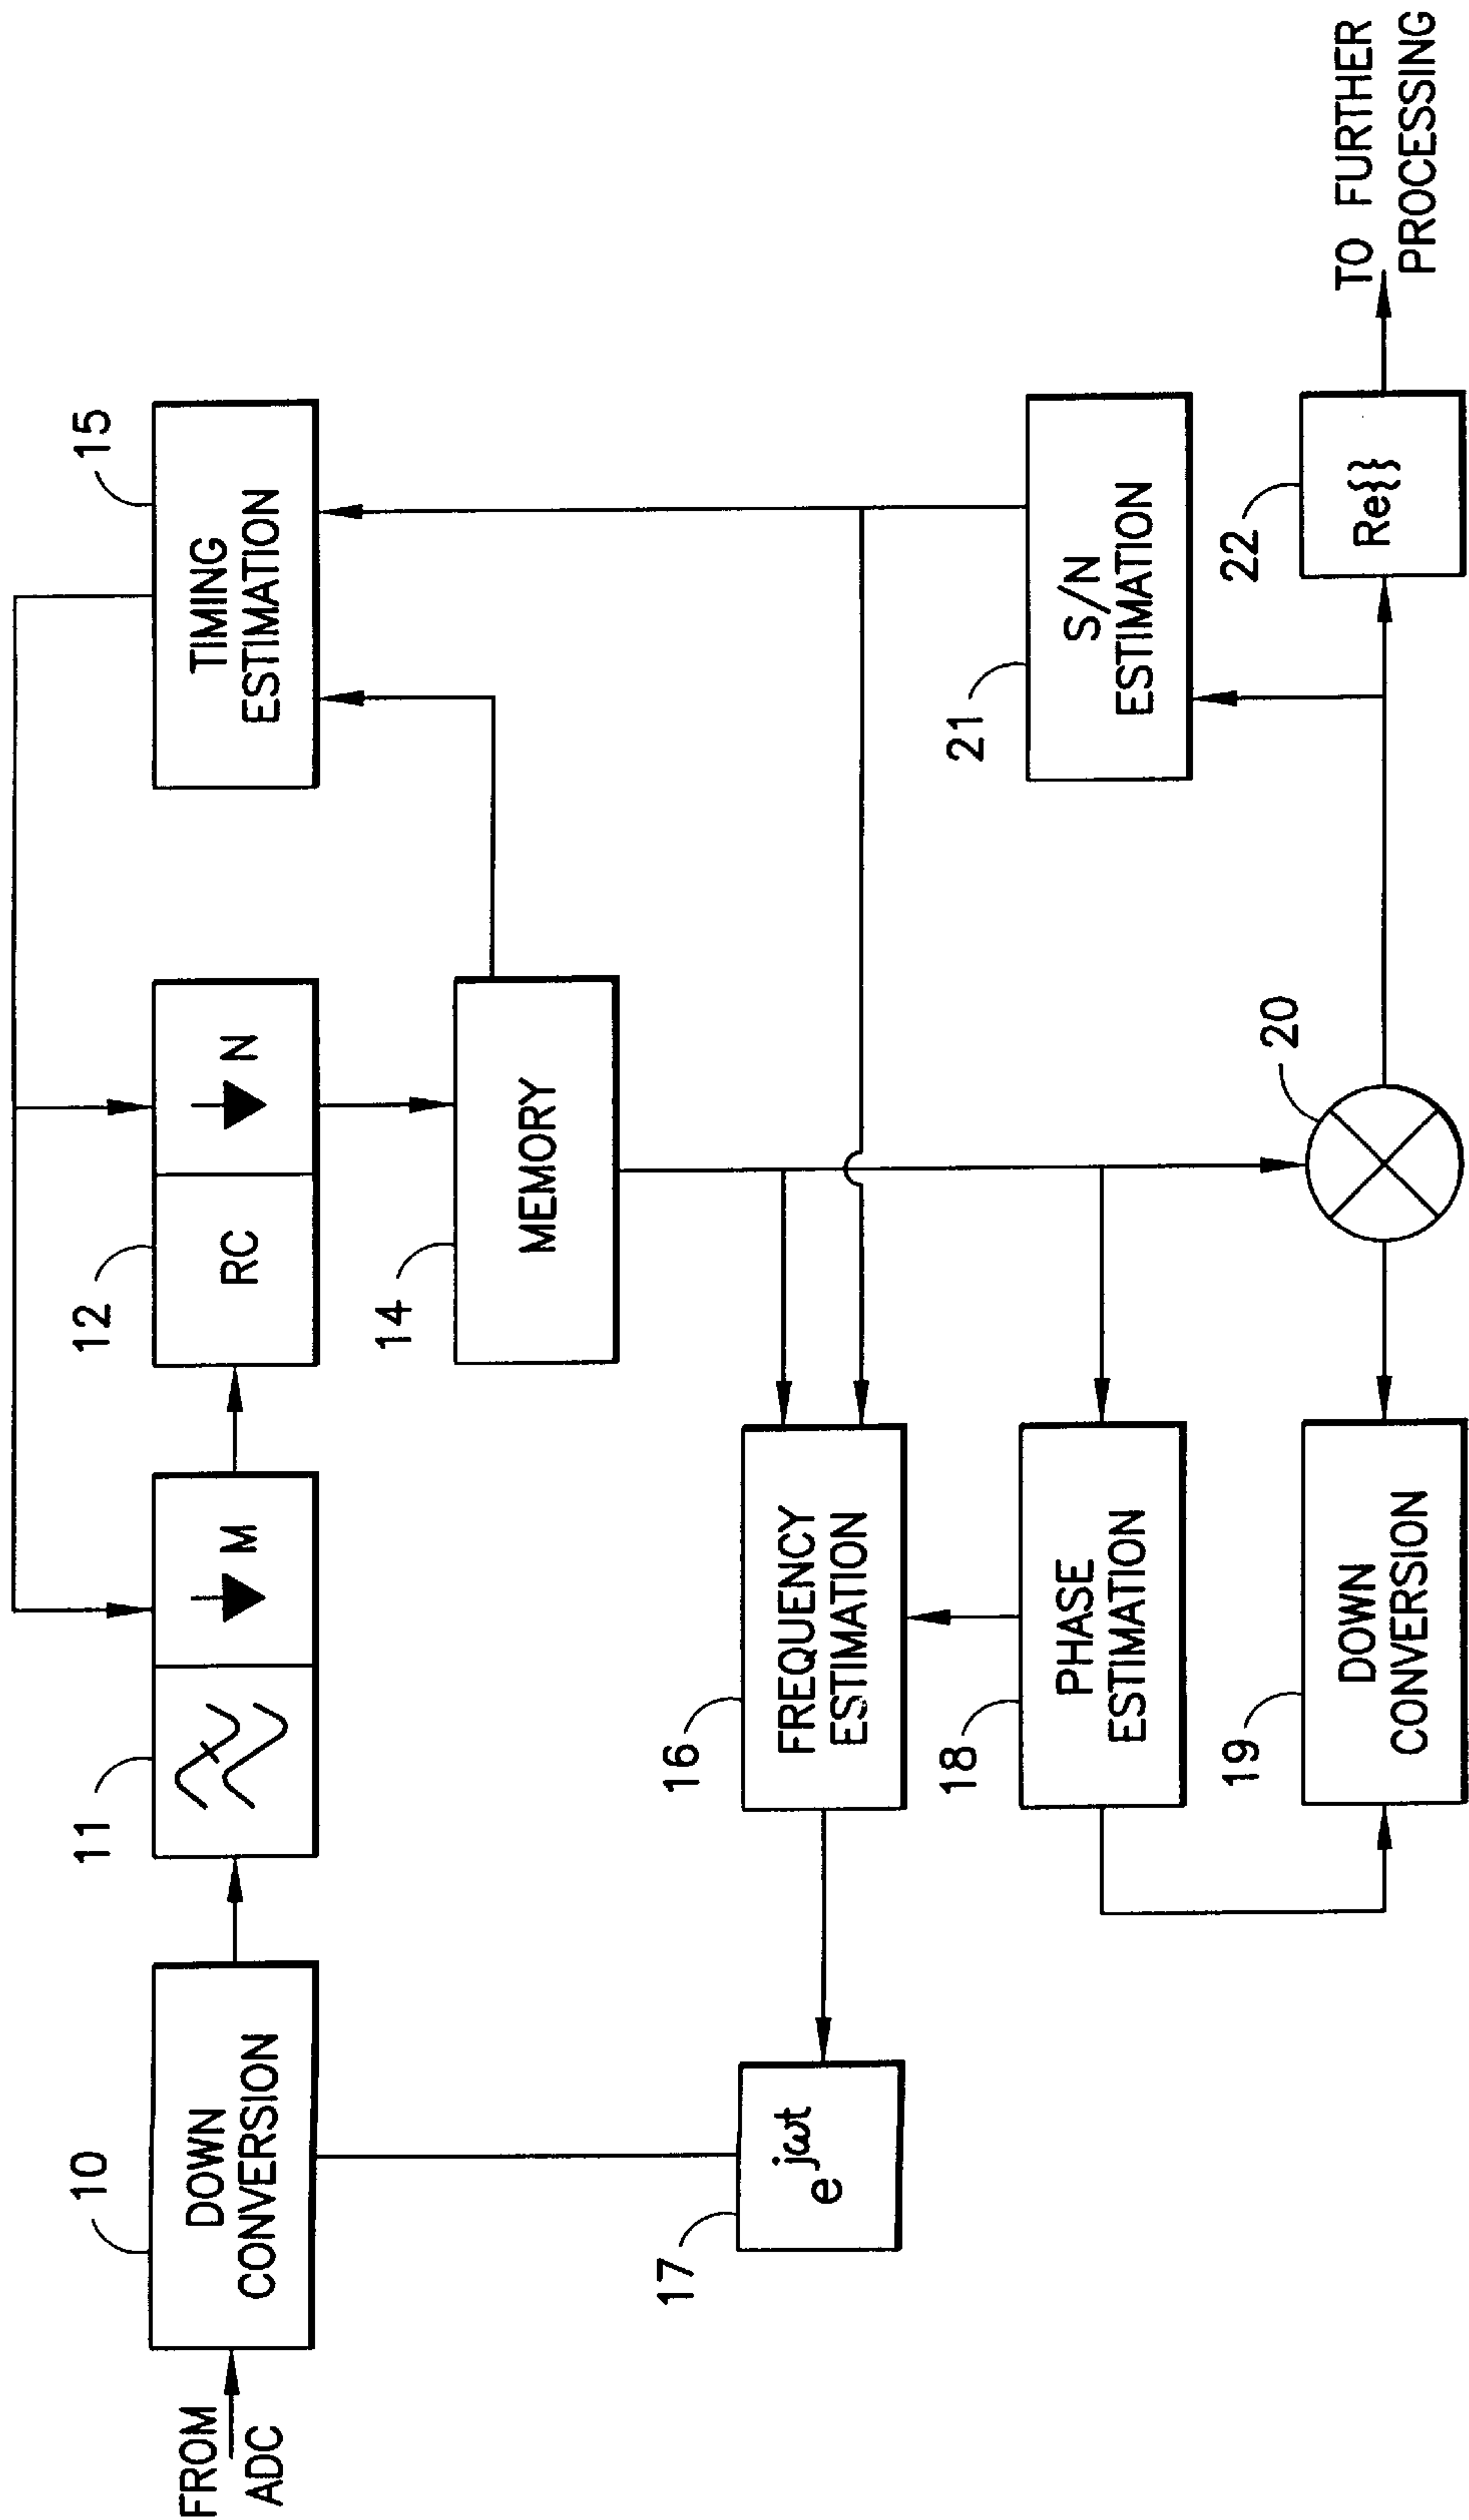 FROM
ADC
10
DOWN
CONVERSION
11
M
12
RC
N
15
TIMING
ESTIMATION
14
MEMORY
17
e jωt
16
FREQUENCY
ESTIMATION
18
PHASE
ESTIMATION
21
S/N
ESTIMATION
19
DOWN
CONVERSION
20
22
Re{}
TO FURTHER
PROCESSING